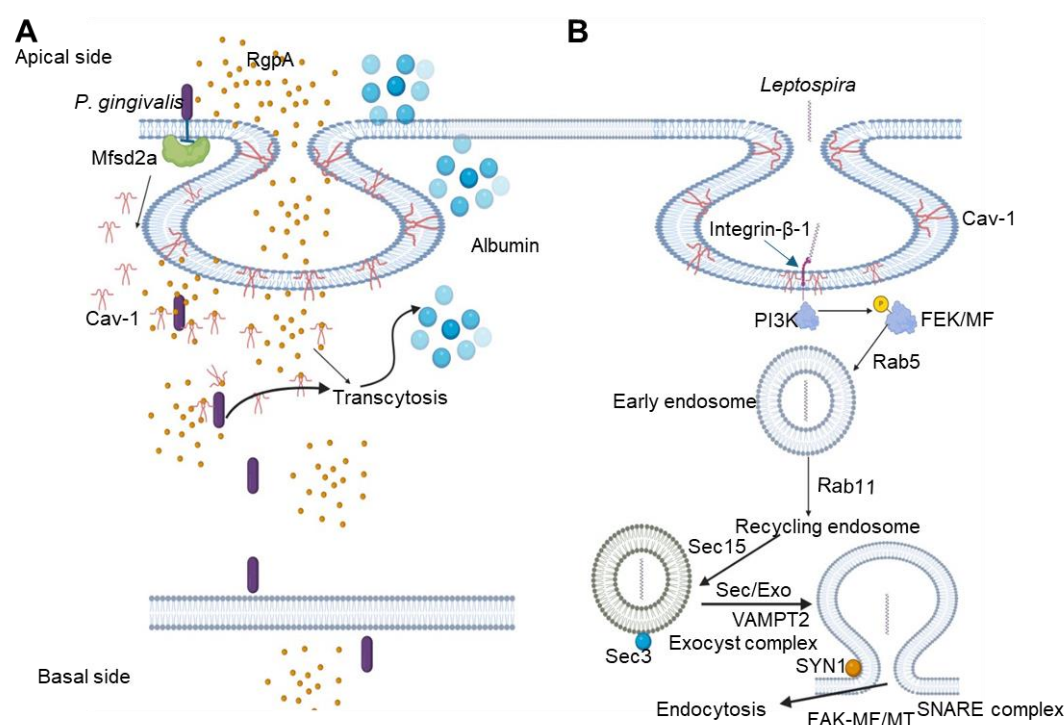 A
Apical side
RgpA
P. gingivalis
Mfsd2a
Albumin
Cav-1
Transcytosis
Basal side
B
Leptospira
Cav-1
Integrin-β-1
PI3K
P
FEK/MF
Rab5
Early endosome
Rab11
Recycling endosome
Sec15
Sec/Exo
VAMPT2
Exocyst complex
Sec3
SYN1
Endocytosis
FAK-MF/MT
SNARE complex